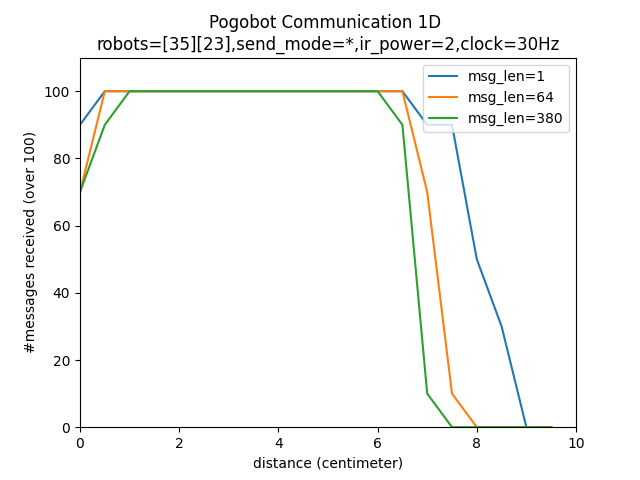 Pogobot Communication 1D
robots=[35][23],send_mode=*,ir_power=2,clock=30Hz
msg_len=1
msg_len=64
msg_len=380
#messages received (over 100)
100
80
60
40
20
0
0 2 4 6 8 10
distance (centimeter)